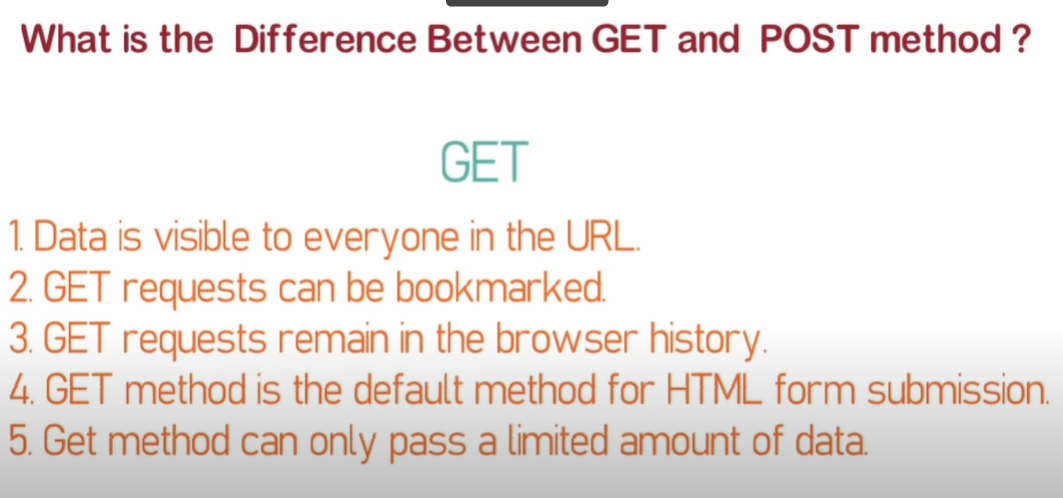 What is the Difference Between GET and POST method ?
GET
1. Data is visible to everyone in the URL.
2. GET requests can be bookmarked.
3. GET requests remain in the browser history.
4. GET method is the default method for HTML form submission.
5. Get method can only pass a limited amount of data.